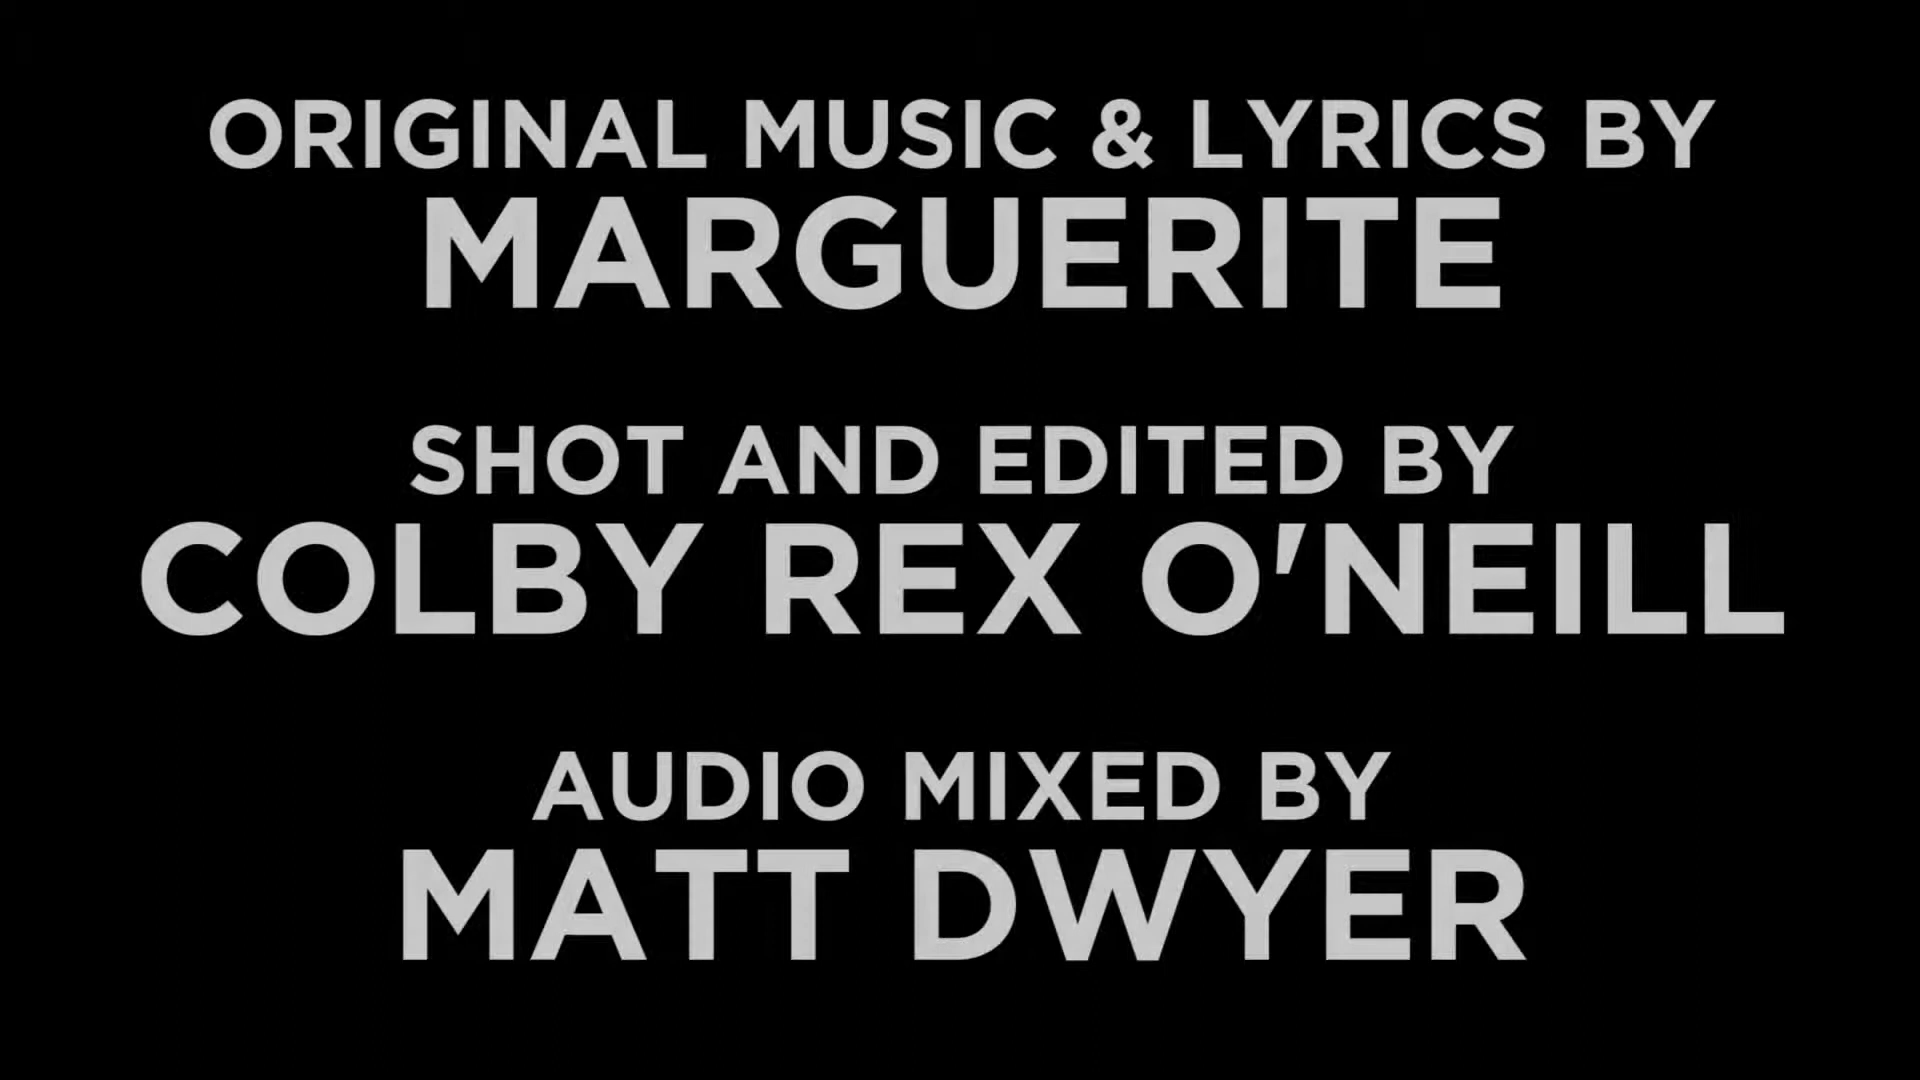 ORIGINAL MUSIC & LYRICS BY
MARGUERITE
SHOT AND EDITED BY
COLBY REX O'NEILL
AUDIO MIXED BY
MATT DWYER